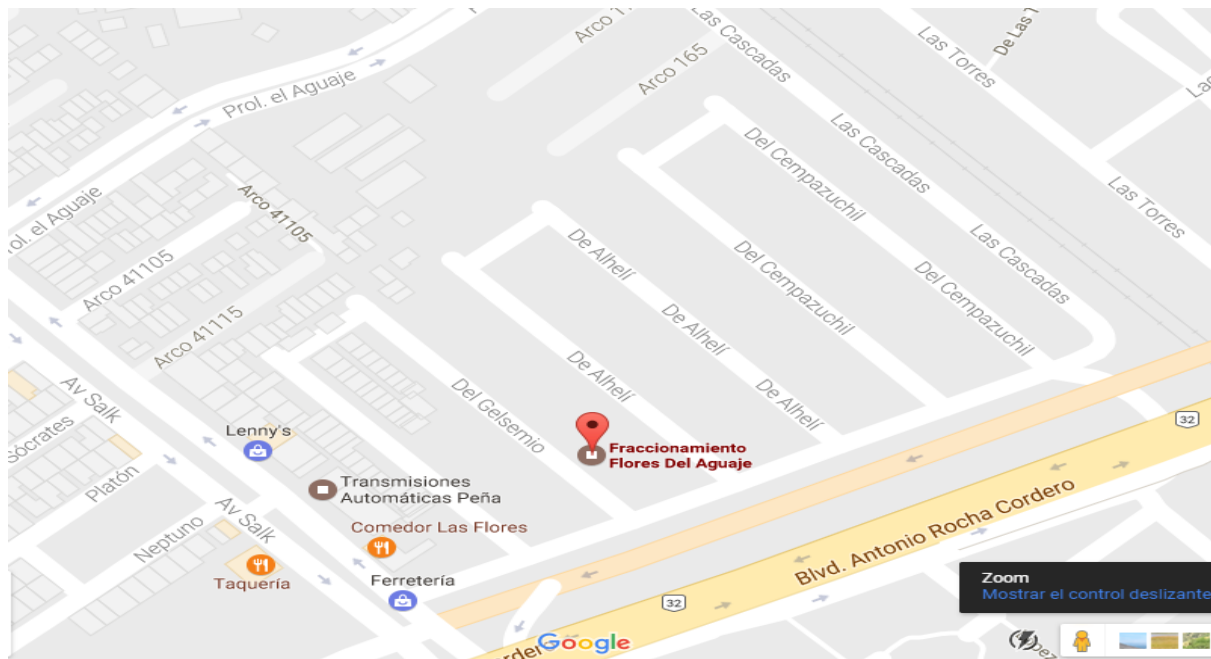 Prol. el Aguaje
Arco 165
Las Cascadas
Las Torres
De Las
Las Cascadas
Del Cempazuchil
Las Torres
Arco 41105
el Aguaje
Arco 41105
Arco 41115
De Alhelí
Del Cempazuchil
Del Cempazuchil
Las Cascadas
De Alhelí
De Alhelí
De Alhelí
Del Gelsemio
Av Salk
Sócrates
Platón
Neptuno
Av Salk
Lenny's
Transmisiones
Automáticas Peña
Comedor Las Flores
Taquería
Ferretería
Fraccionamiento
Flores Del Aguaje
32
Blvd. Antonio Rocha Cordero
32
Google
Zoom
Mostrar el control deslizante